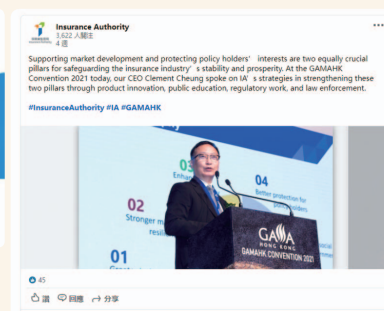 Insurance Authority
3,622 人關注
4 週
Supporting market development and protecting policy holders' interests are two equally crucial
pillars for safeguarding the insurance industry's stability and prosperity. At the GAMAHK
Convention 2021 today, our CEO Clement Cheung spoke on IA's strategies in strengthening these
two pillars through product innovation, public education, regulatory work, and law enforcement.
#InsuranceAuthority #IA #GAMAHK
03
Enhan
04
Better protection for
policyholders
02
Stronger m
resili
01
GAMA
HONG KONG
GAMAHK CONVENTION 2021
45
讚 回應 分享